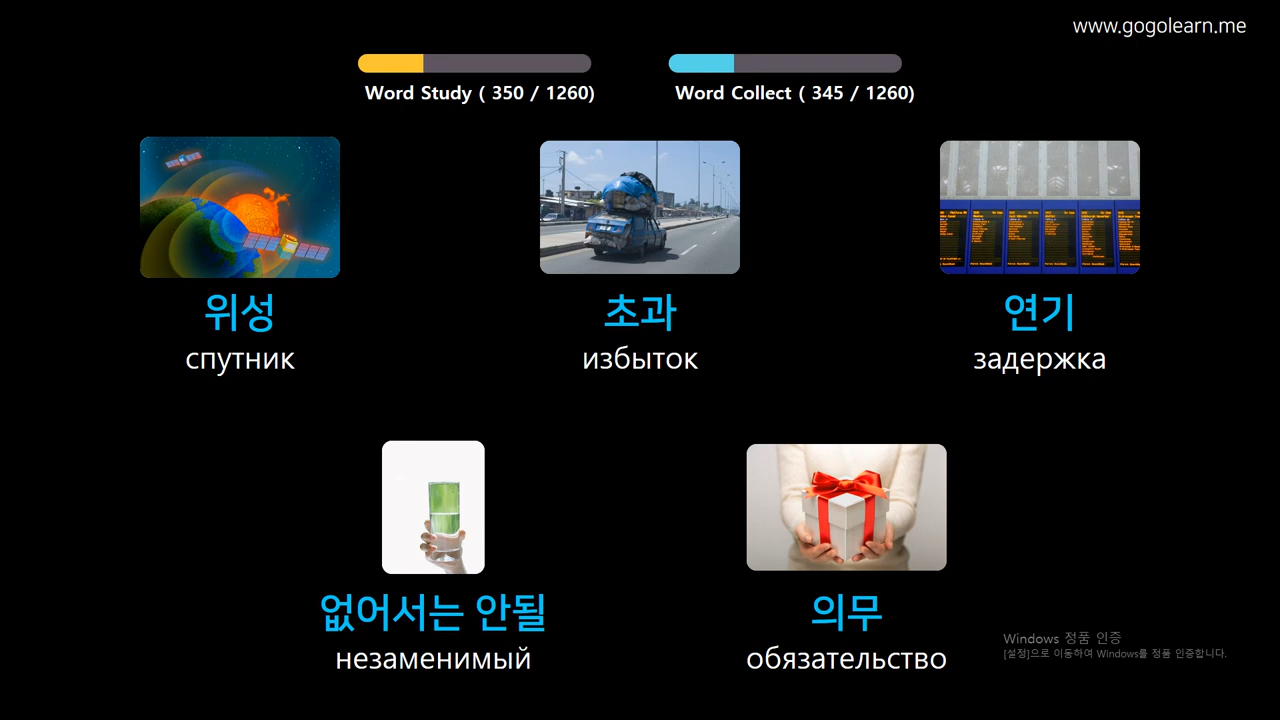 www.gogolearn.me
Word Study ( 350 / 1260)
Word Collect ( 345 / 1260)
위성
спутник
초과
избыток
연기
задержка
없어서는 안될
незаменимый
의무
обязательство
Windows 정품 인증
[설정]으로 이동하여 Windows를 정품 인증합니다.